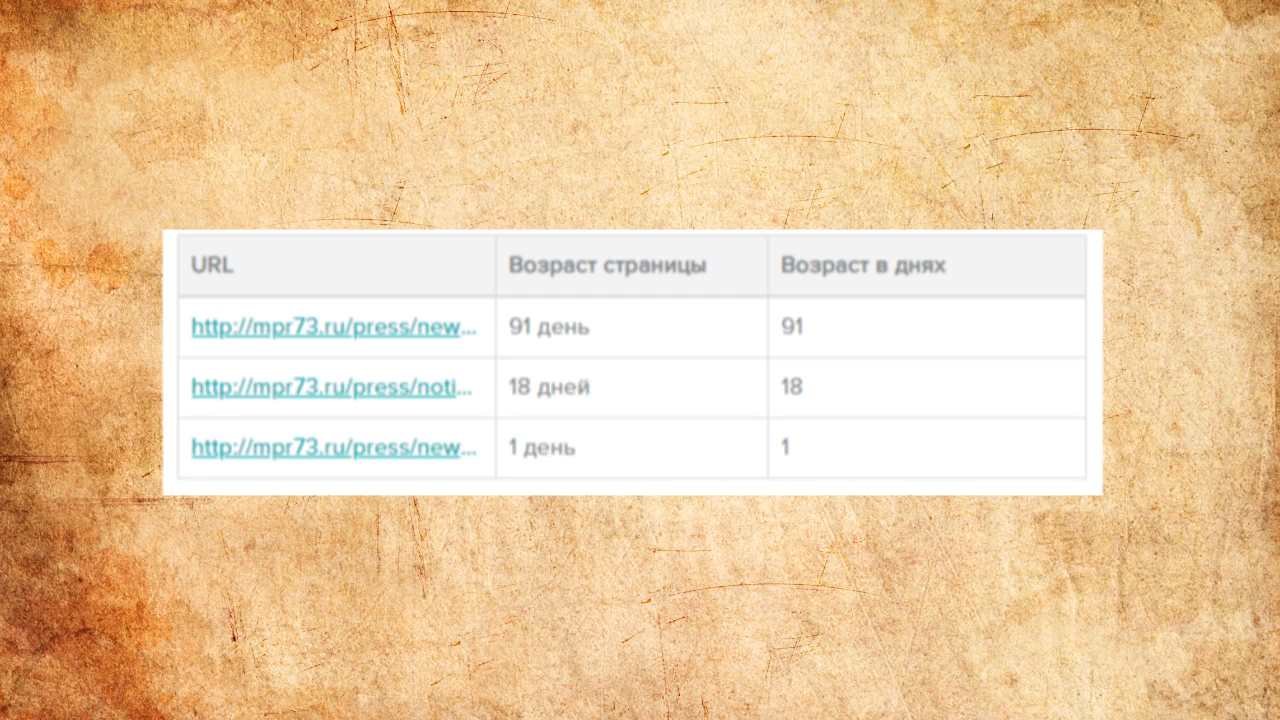 URL Возраст страницы Возраст в днях
http://mpr73.ru/press/new... 91 день 91
http://mpr73.ru/press/noti... 18 дней 18
http://mpr73.ru/press/new... 1 день 1